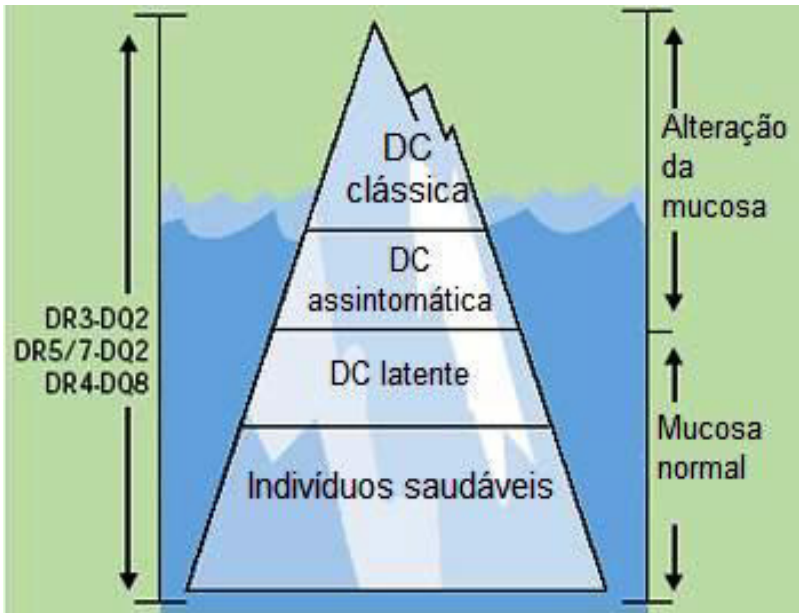 DC
clássica
DC
assintomática
DC latente
Indivíduos saudáveis
DR3-DQ2
DR5/7-DQ2
DR4-DQ8
Alteração
da
mucosa
Mucosa
normal